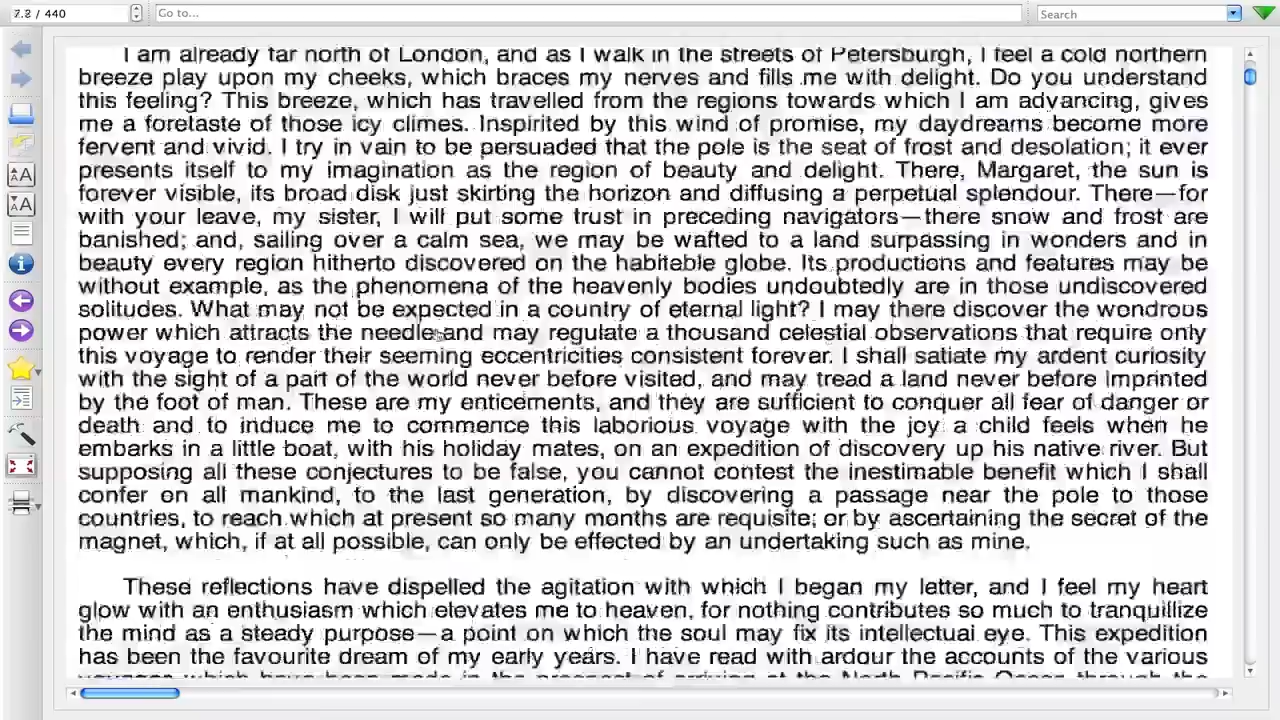 7.2 / 440
Go to...
Search
I am already far north of London, and as I walk in the streets of Petersburgh, I feel a cold northern
breeze play upon my cheeks, which braces my nerves and fills me with delight. Do you understand
this feeling? This breeze, which has travelled from the regions towards which I am advancing, gives
me a foretaste of those icy climes. Inspirited by this wind of promise, my daydreams become more
fervent and vivid. I try in vain to be persuaded that the pole is the seat of frost and desolation; it ever
presents itself to my imagination as the region of beauty and delight. There, Margaret, the sun is
forever visible, its broad disk just skirting the horizon and diffusing a perpetual splendour. There—for
with your leave, my sister, I will put some trust in preceding navigators—there snow and frost are
banished; and, sailing over a calm sea, we may be wafted to a land surpassing in wonders and in
beauty every region hitherto discovered on the habitable globe. Its productions and features may be
without example, as the phenomena of the heavenly bodies undoubtedly are in those undiscovered
solitudes. What may not be expected in a country of eternal light? I may there discover the wondrous
power which attracts the needle and may regulate a thousand celestial observations that require only
this voyage to render their seeming eccentricities consistent forever. I shall satiate my ardent curiosity
with the sight of a part of the world never before visited, and may tread a land never before imprinted
by the foot of man. These are my enticements, and they are sufficient to conquer all fear of danger or
death and to induce me to commence this laborious voyage with the joy a child feels when he
embarks in a little boat, with his holiday mates, on an expedition of discovery up his native river. But
supposing all these conjectures to be false, you cannot contest the inestimable benefit which I shall
confer on all mankind, to the last generation, by discovering a passage near the pole to those
countries, to reach which at present so many months are requisite; or by ascertaining the secret of the
magnet, which, if at all possible, can only be effected by an undertaking such as mine.
These reflections have dispelled the agitation with which I began my letter, and I feel my heart
glow with an enthusiasm which elevates me to heaven, for nothing contributes so much to tranquillize
the mind as a steady purpose—a point on which the soul may fix its intellectual eye. This expedition
has been the favourite dream of my early years. I have read with ardour the accounts of the various
voyages which have been made in the prospect of arriving at the North Pacific Ocean through the